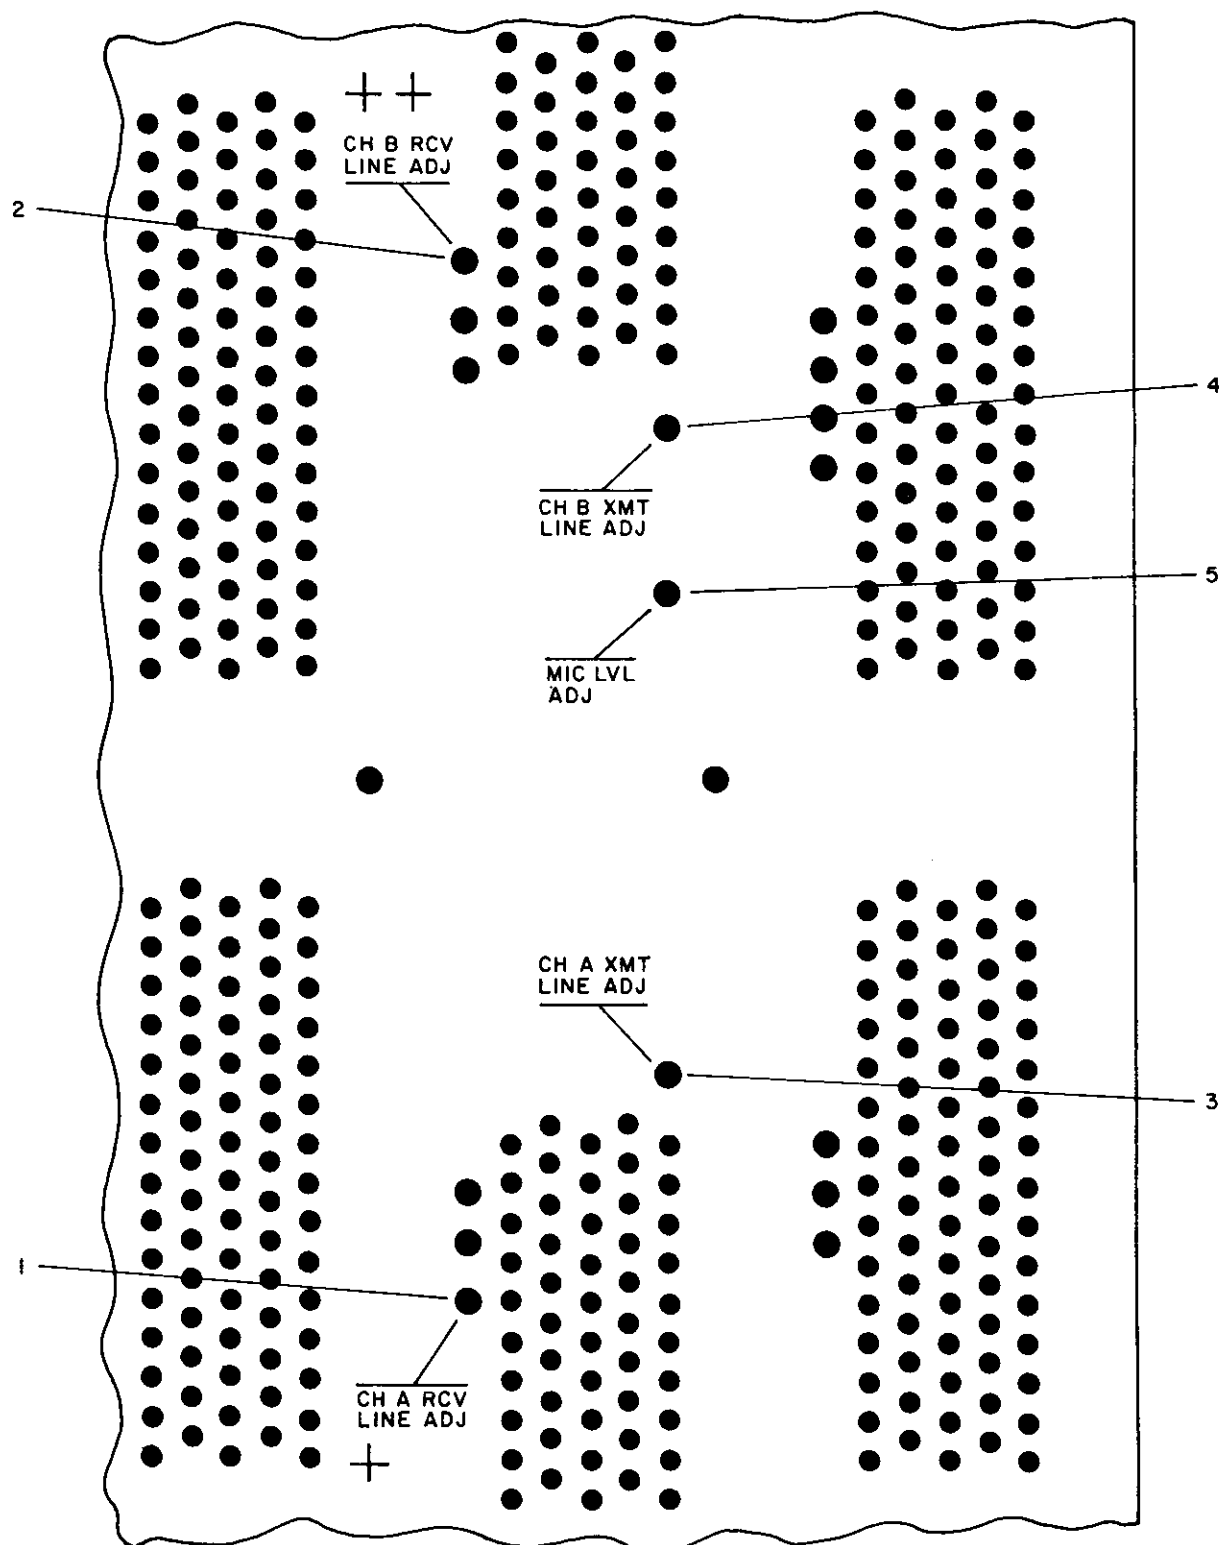 CH B RCV
LINE ADJ
2
4
CH B XMT
LINE ADJ
5
MIC LVL
ADJ
CH A XMT
LINE ADJ
3
1
CH A RCV
LINE ADJ